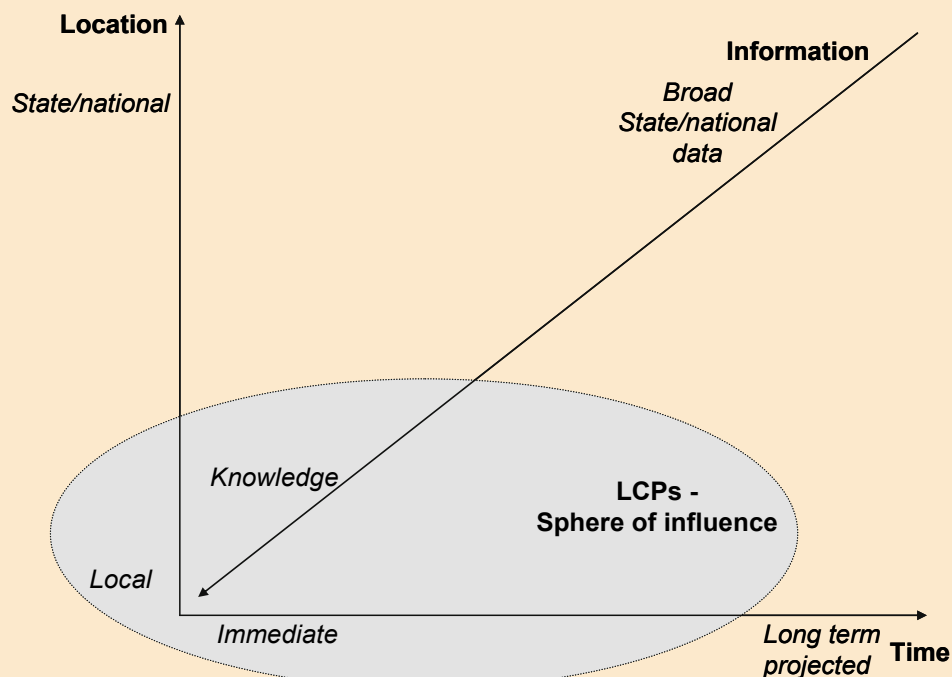 Location
State/national
Information
Broad
State/national
data
Knowledge
LCPs -
Sphere of influence
Local
Immediate
Long term
projected
Time